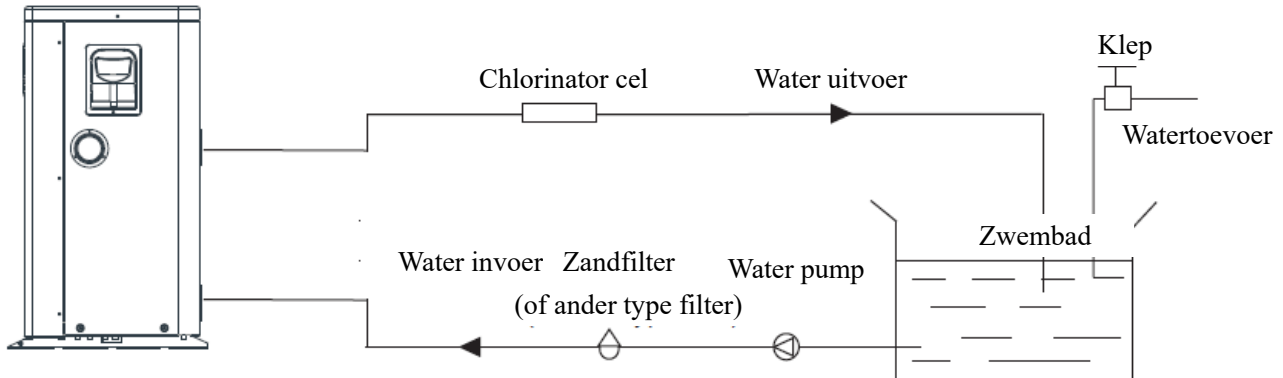 Klep
Chlorinator cel
Water uitvoer
Watertoevoer
Zwembad
Water invoer
Zandfilter
(of ander type filter)
Water pump